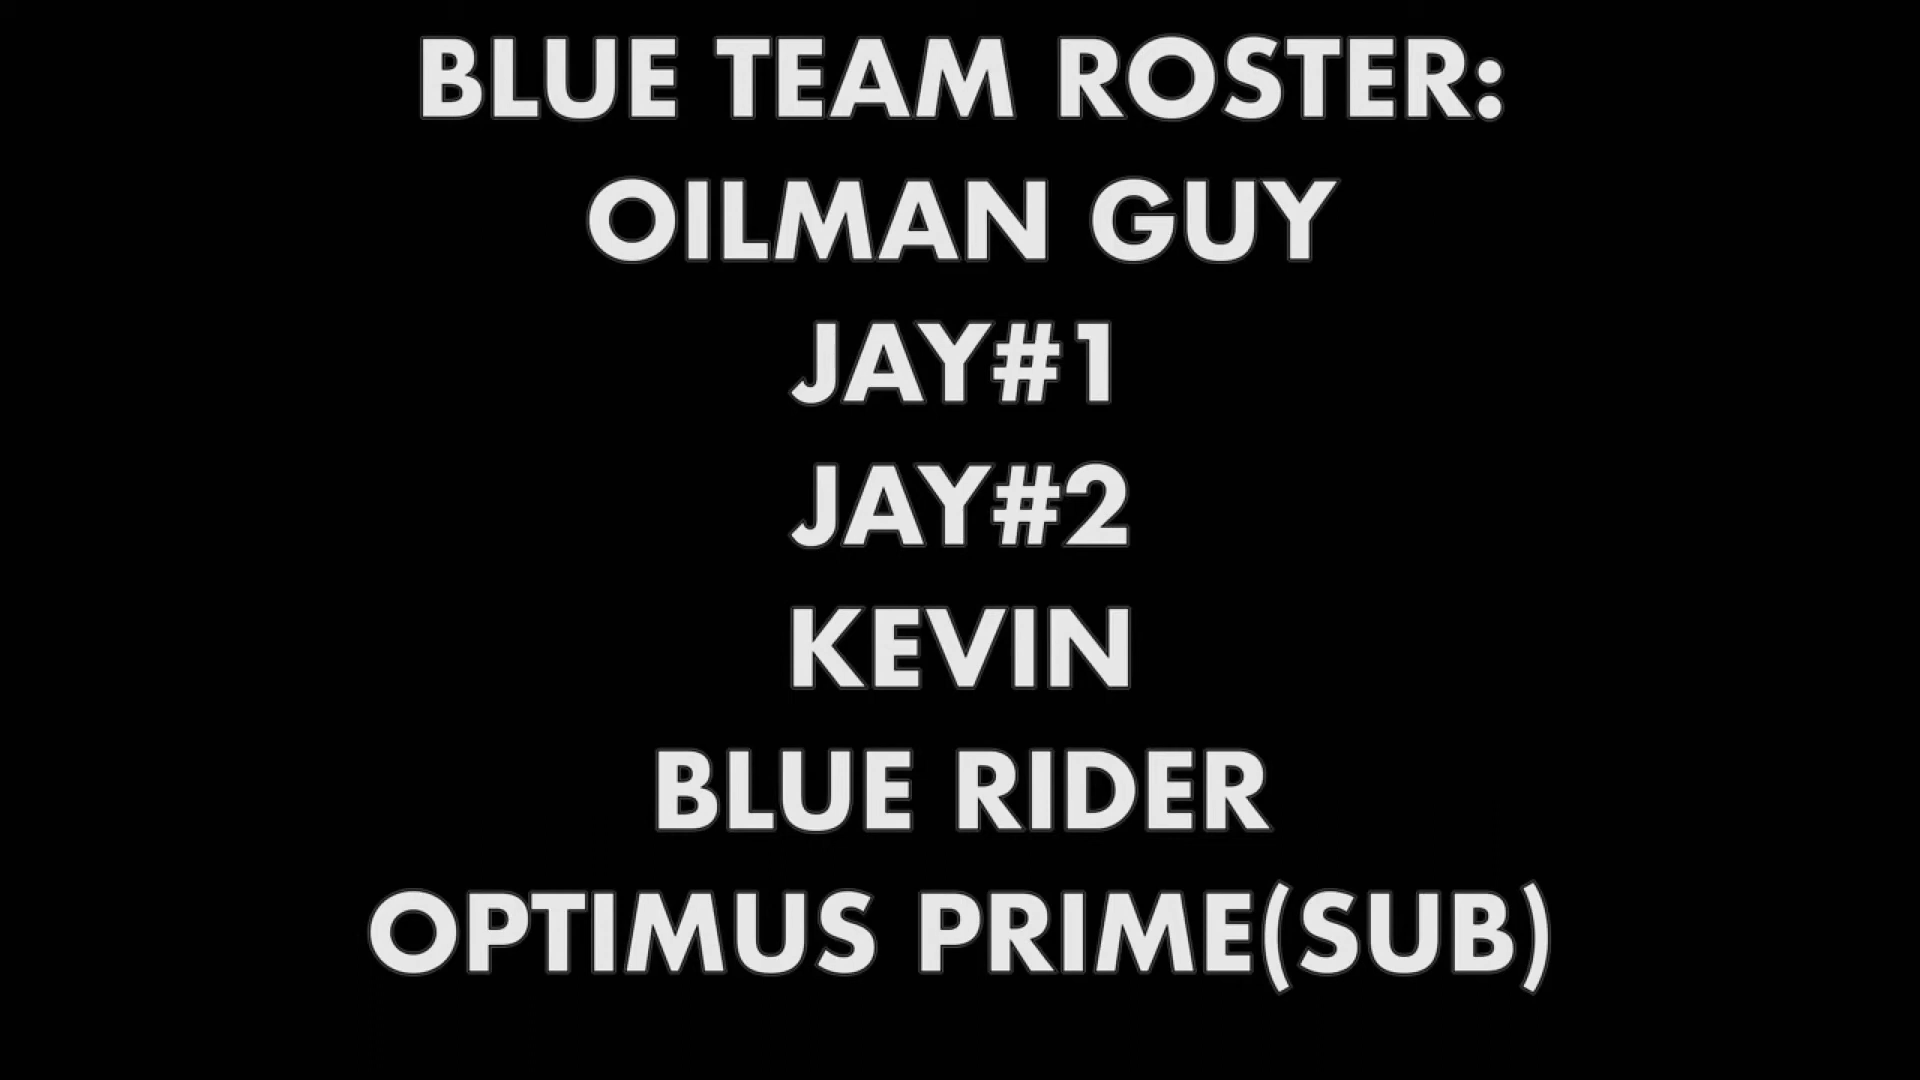 BLUE TEAM ROSTER:
OILMAN GUY
JAY#1
JAY#2
KEVIN
BLUE RIDER
OPTIMUS PRIME(SUB)